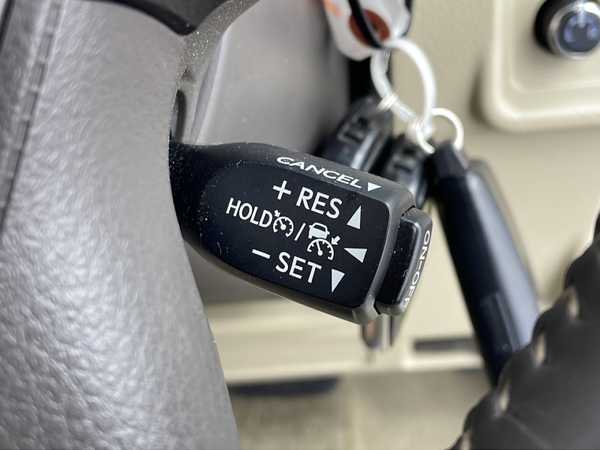 CANCEL ▼
+ RES ▲
HOLD / ◀
− SET ▼
ON-OFF